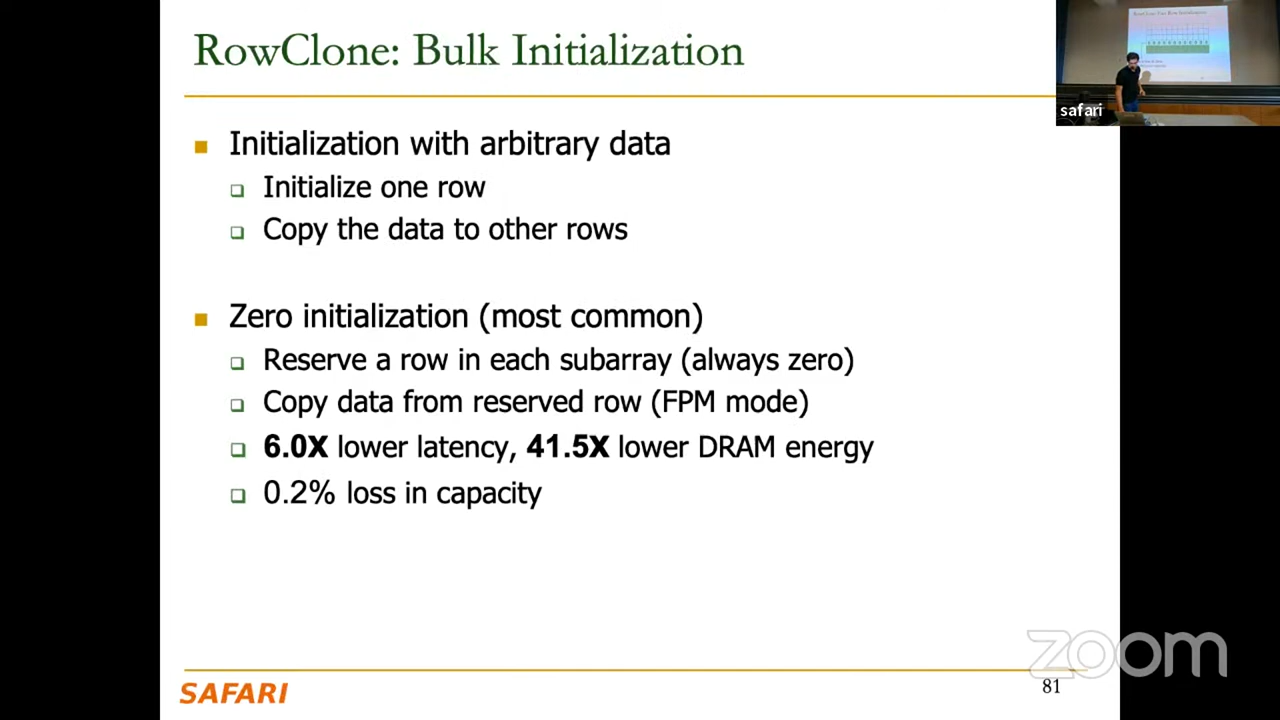 RowClone: Bulk Initialization
safari
Initialization with arbitrary data
Initialize one row
Copy the data to other rows
Zero initialization (most common)
Reserve a row in each subarray (always zero)
Copy data from reserved row (FPM mode)
6.0X lower latency, 41.5X lower DRAM energy
0.2% loss in capacity
zoom
SAFARI
81